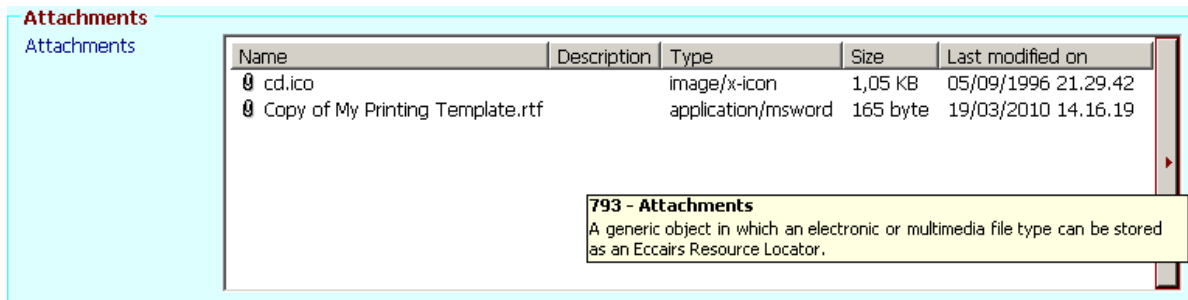 Attachments
Attachments
Name Description Type Size Last modified on
cd.ico image/x-icon 1,05 KB 05/09/1996 21.29.42
Copy of My Printing Template.rtf application/msword 165 byte 19/03/2010 14.16.19
793 - Attachments
A generic object in which an electronic or multimedia file type can be stored
as an Eccairs Resource Locator.